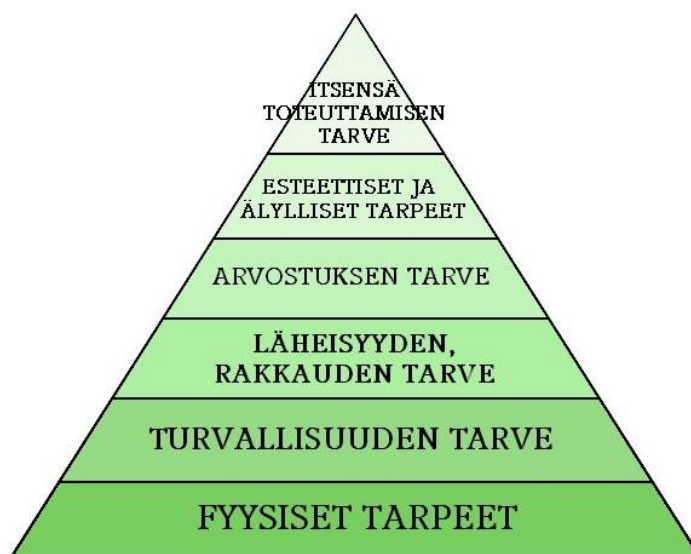 ITSENSÄ
TOTEUTTAMISEN
TARVE
ESTEETTISET JA
ÄLYLLISET TARPEET
ARVOSTUKSEN TARVE
LÄHEISYYDEN,
RAKKAUDEN TARVE
TURVALLISUUDEN TARVE
FYYSISET TARPEET